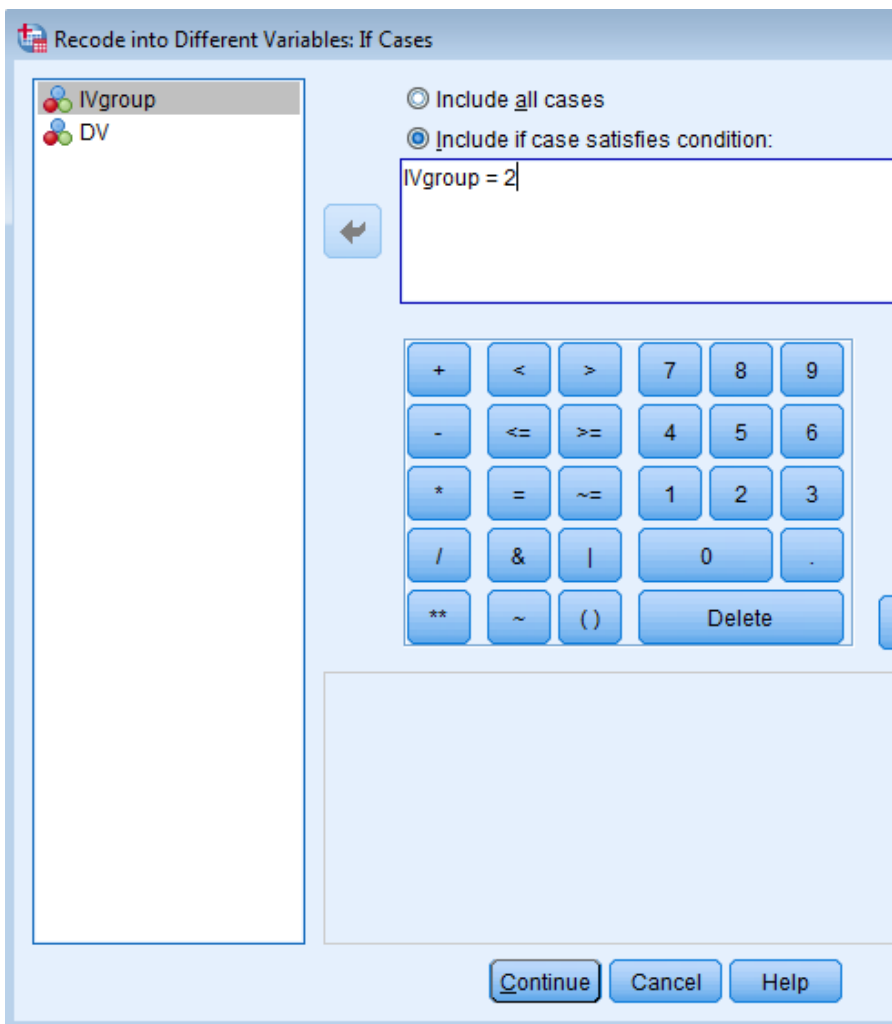 Recode into Different Variables: If Cases
IVgroup
DV
Include all cases
Include if case satisfies condition:
IVgroup = 2
+ < > 7 8 9
- <= >= 4 5 6
* = ~= 1 2 3
/ & | 0 .
** ~ ( ) Delete
Continue Cancel Help